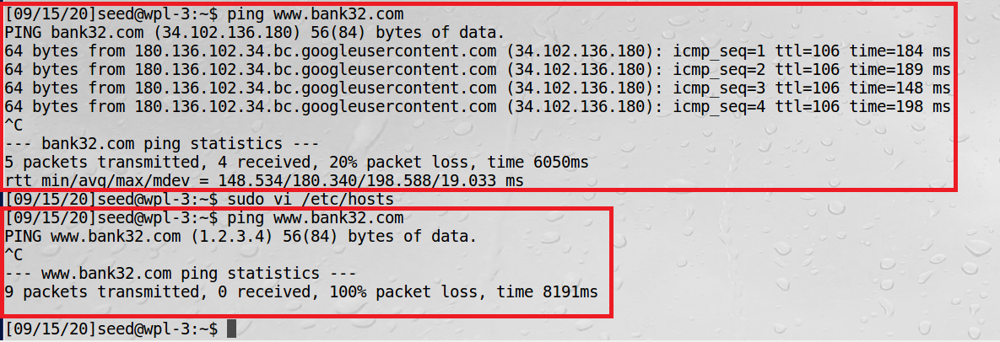 [09/15/20]seed@wpl-3:~$ ping www.bank32.com
PING bank32.com (34.102.136.180) 56(84) bytes of data.
64 bytes from 180.136.102.34.bc.googleusercontent.com (34.102.136.180): icmp_seq=1 ttl=106 time=184 ms
64 bytes from 180.136.102.34.bc.googleusercontent.com (34.102.136.180): icmp_seq=2 ttl=106 time=189 ms
64 bytes from 180.136.102.34.bc.googleusercontent.com (34.102.136.180): icmp_seq=3 ttl=106 time=148 ms
64 bytes from 180.136.102.34.bc.googleusercontent.com (34.102.136.180): icmp_seq=4 ttl=106 time=198 ms
^C
--- bank32.com ping statistics ---
5 packets transmitted, 4 received, 20% packet loss, time 6050ms
rtt min/avg/max/mdev = 148.534/180.340/198.588/19.033 ms
[09/15/20]seed@wpl-3:~$ sudo vi /etc/hosts
[09/15/20]seed@wpl-3:~$ ping www.bank32.com
PING www.bank32.com (1.2.3.4) 56(84) bytes of data.
^C
--- www.bank32.com ping statistics ---
9 packets transmitted, 0 received, 100% packet loss, time 8191ms
[09/15/20]seed@wpl-3:~$